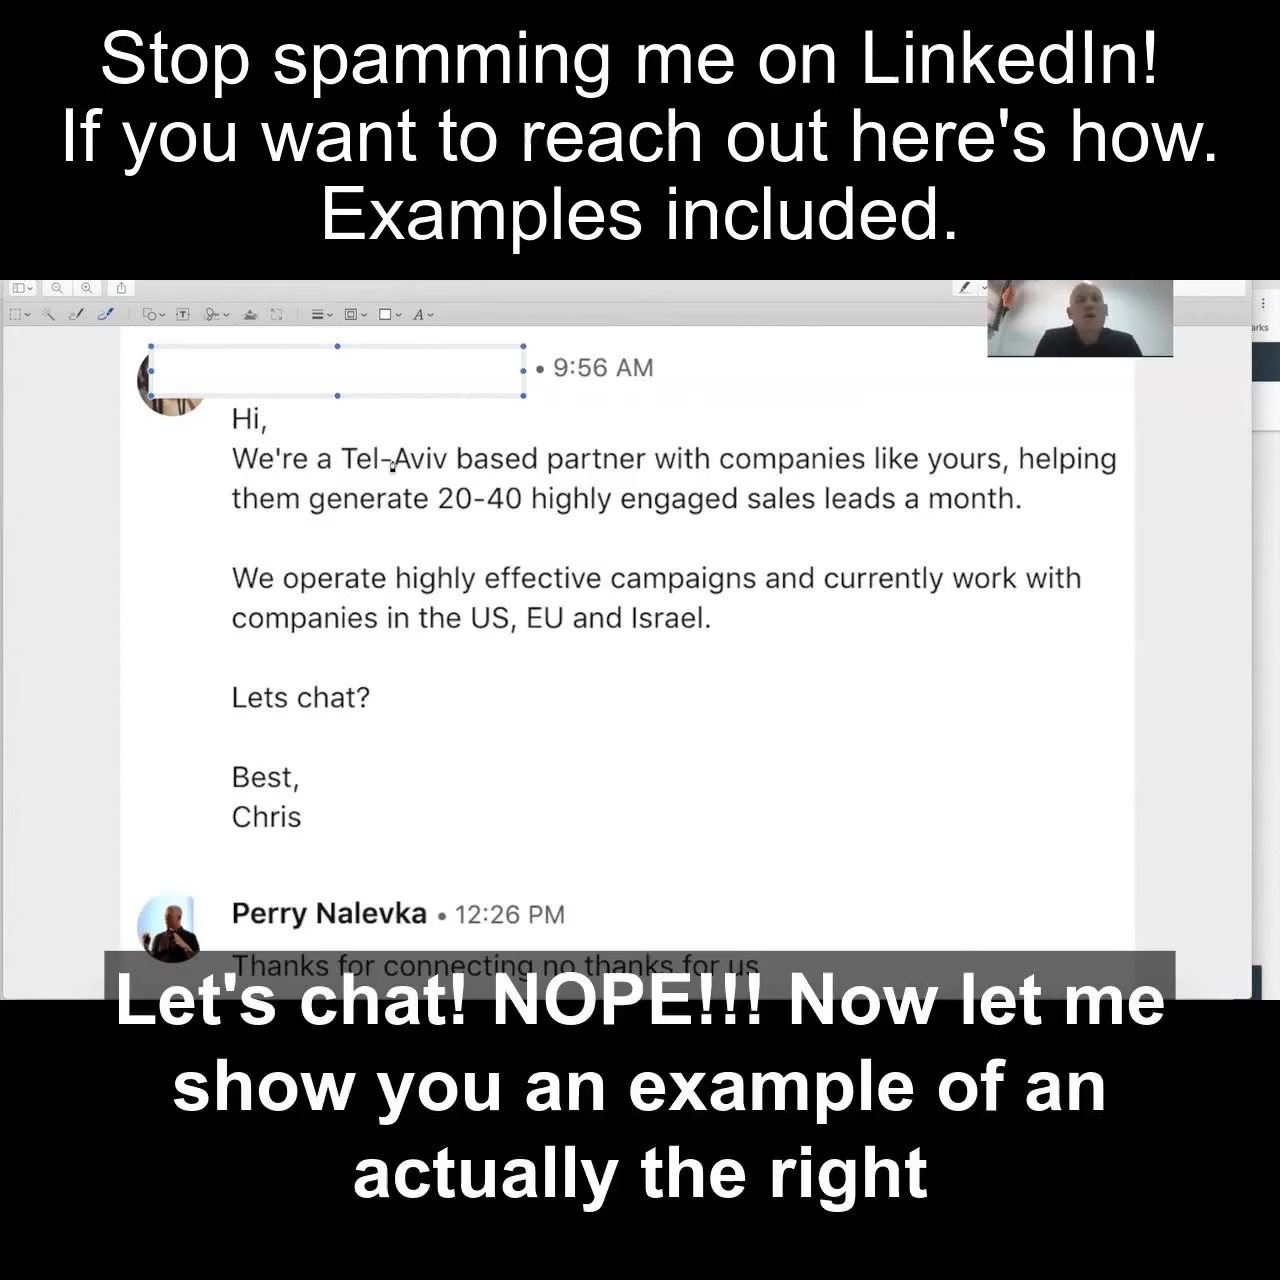 Stop spamming me on LinkedIn!
If you want to reach out here's how.
Examples included.
arks
• 9:56 AM
Hi,
We're a Tel-Aviv based partner with companies like yours, helping
them generate 20-40 highly engaged sales leads a month.
We operate highly effective campaigns and currently work with
companies in the US, EU and Israel.
Lets chat?
Best,
Chris
Perry Nalevka • 12:26 PM
Thanks for connecting no thanks for us
Let's chat! NOPE!!! Now let me
show you an example of an
actually the right